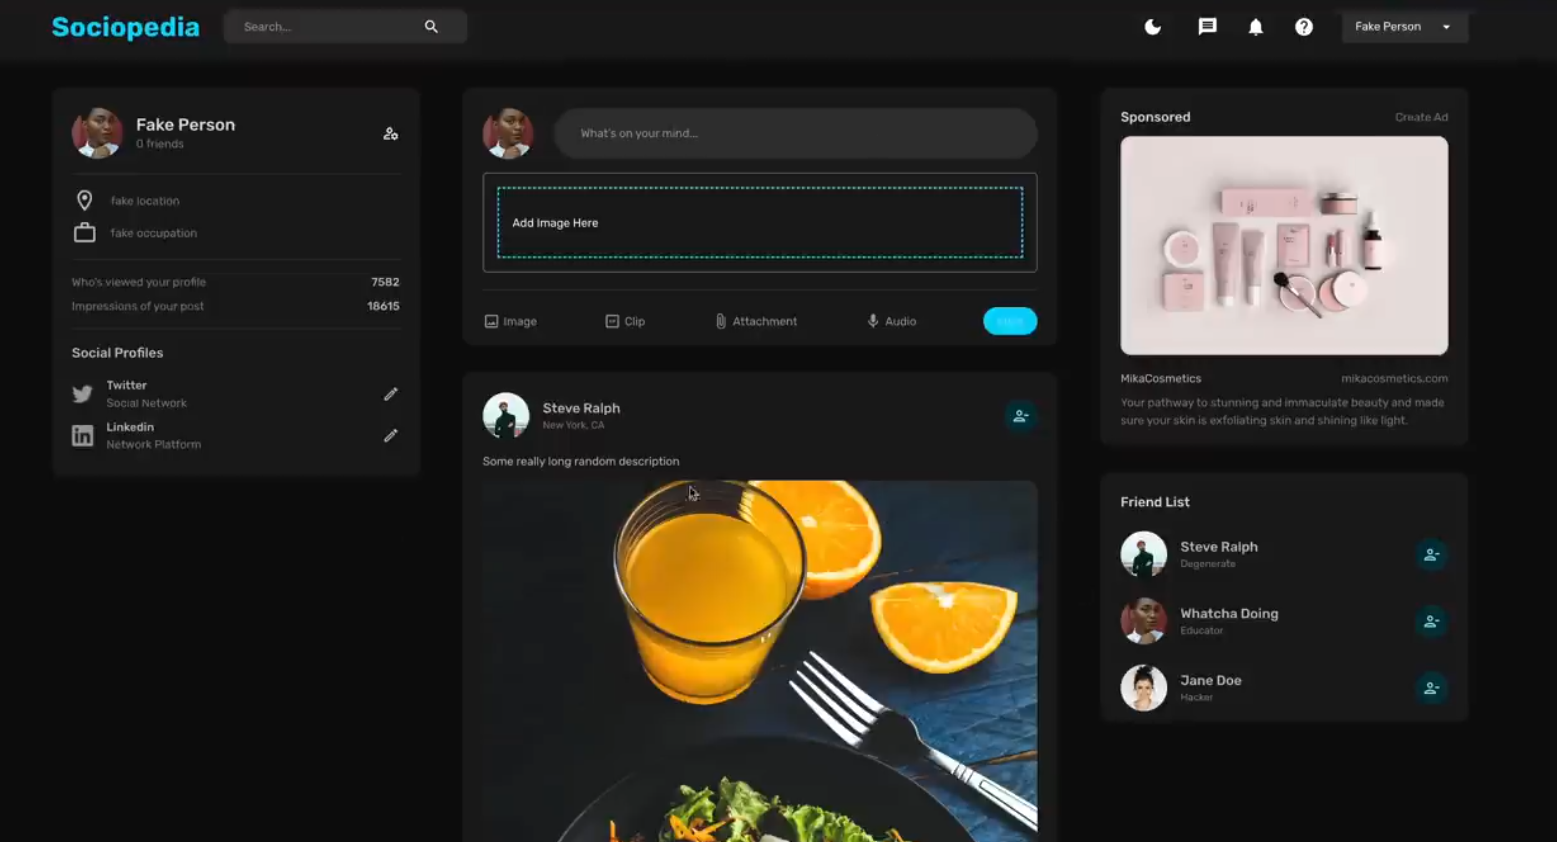 Sociopedia
Search...
Fake Person
Fake Person
0 friends
fake location
fake occupation
Who's viewed your profile 7582
Impressions of your post 18615
Social Profiles
Twitter
Social Network
Linkedin
Network Platform
What's on your mind...
Add Image Here
Image Clip Attachment Audio
Steve Ralph
New York, CA
Some really long random description
Sponsored Create Ad
MikaCosmetics mikacosmetics.com
Your pathway to stunning and immaculate beauty and made
sure your skin is exfoliating skin and shining like light.
Friend List
Steve Ralph
Degenerate
Whatcha Doing
Educator
Jane Doe
Hacker